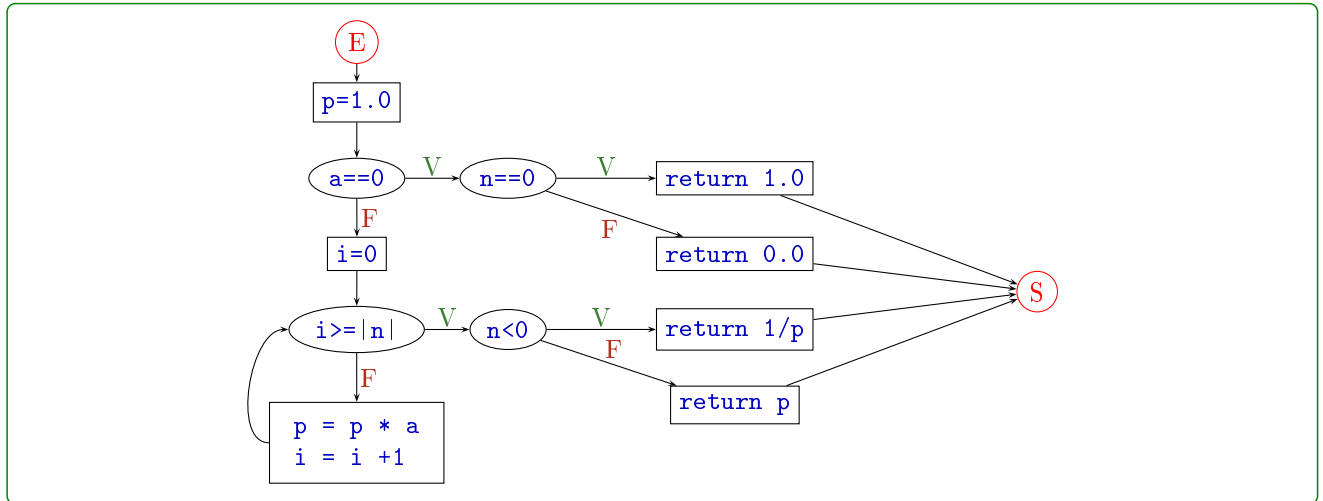 E
p=1.0
a==0
V
n==0
V
return 1.0
F
F
i=0
return 0.0
S
i>=|n|
V
n<0
V
return 1/p
F
F
return p
p = p * a
i = i +1